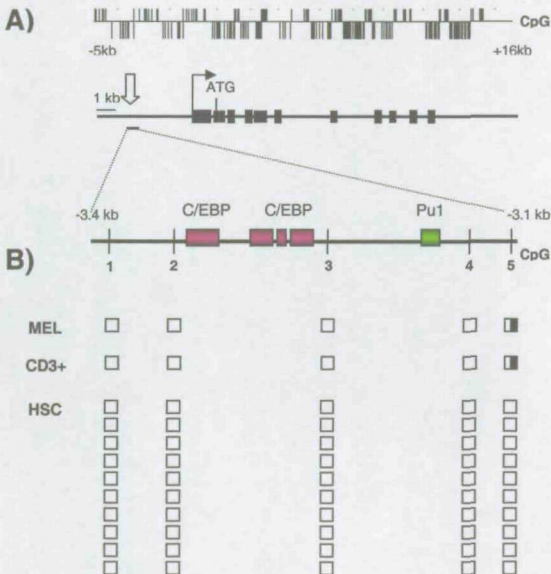 A)
CpG
-5kb
+16kb
1 kb
ATG
C/EBP C/EBP Pu1
-3.4 kb
-3.1 kb
B)
CpG
1 2 3 4 5
MEL
CD3+
HSC